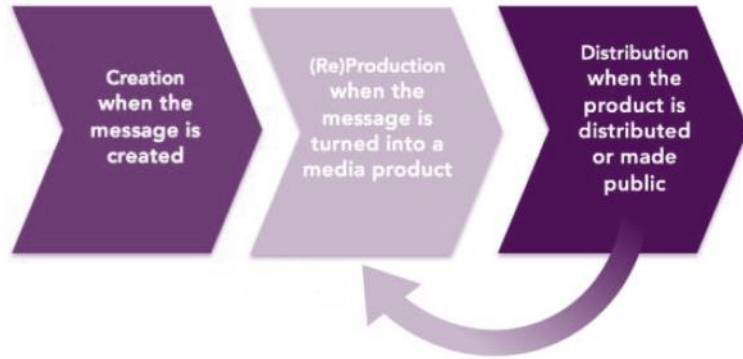 Creation
when the
message is
created
(Re)Production
when the
message is
turned into a
media product
Distribution
when the
product is
distributed
or made
public